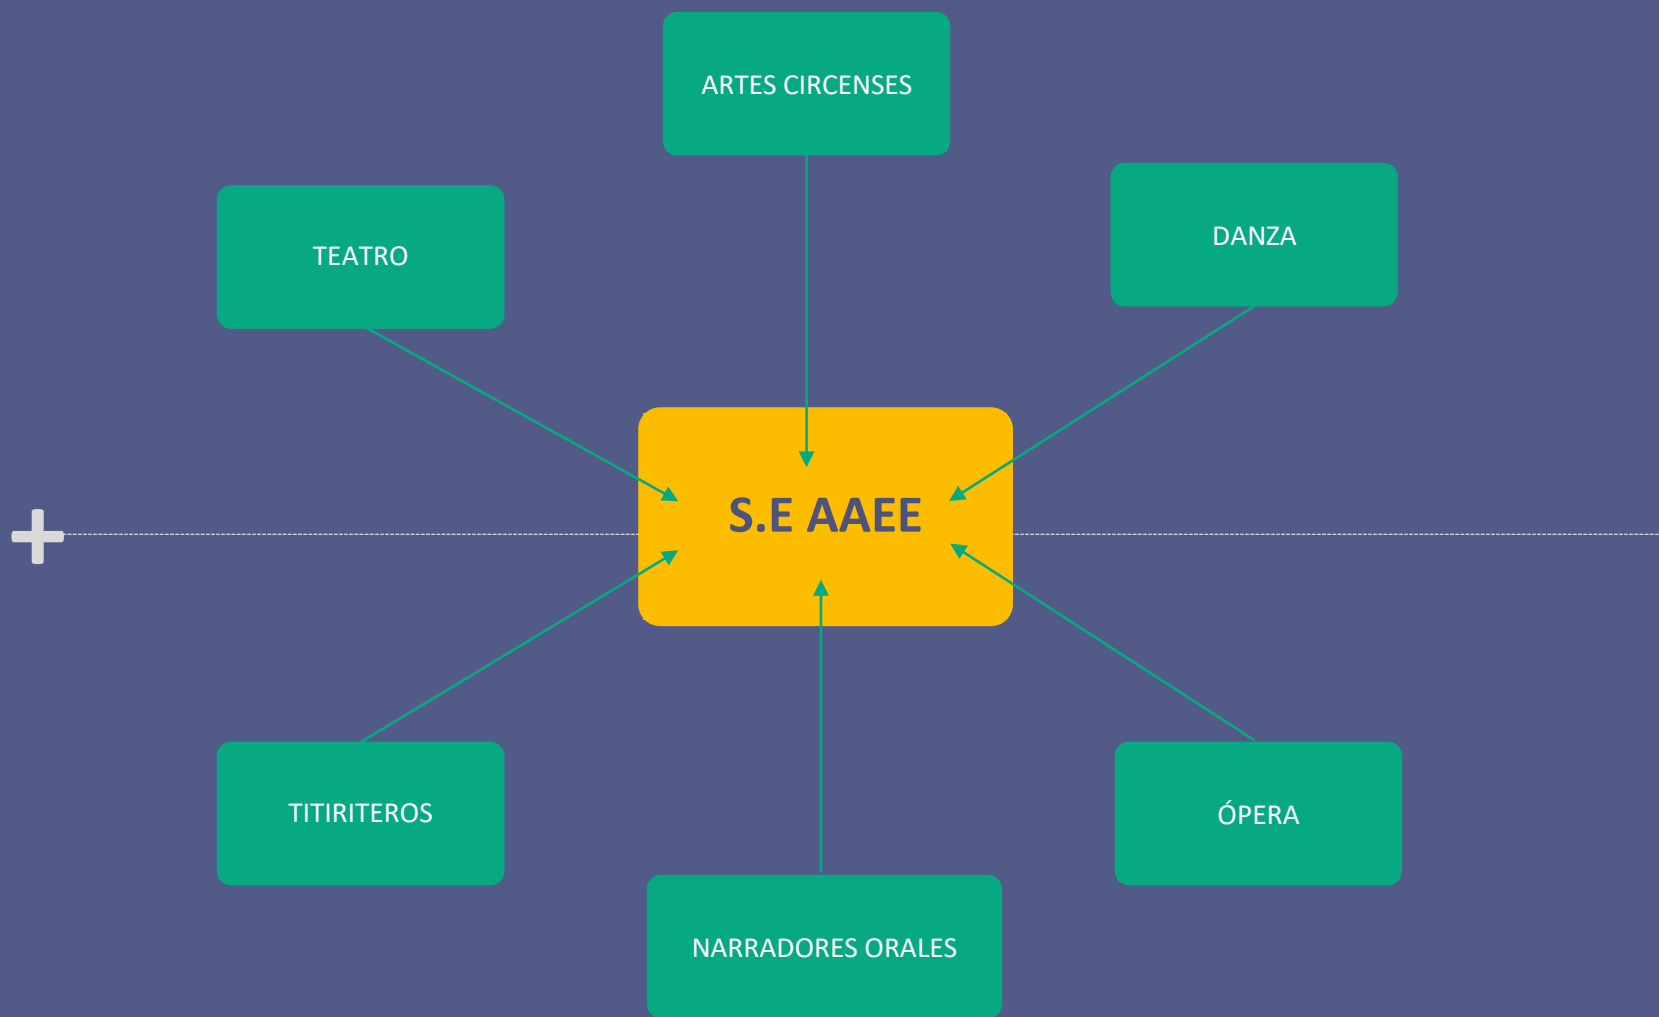 ARTES CIRCENSES
TEATRO
DANZA
S.E AAEE
TITIRITEROS
ÓPERA
NARRADORES ORALES